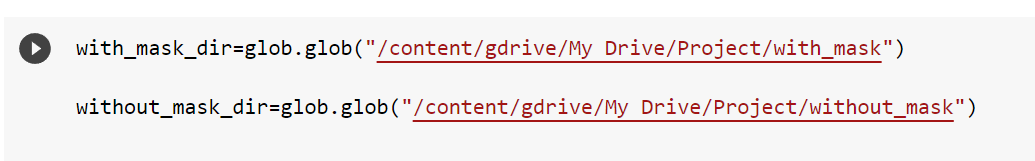 with_mask_dir=glob.glob("/content/gdrive/My Drive/Project/with_mask")
without_mask_dir=glob.glob("/content/gdrive/My Drive/Project/without_mask")